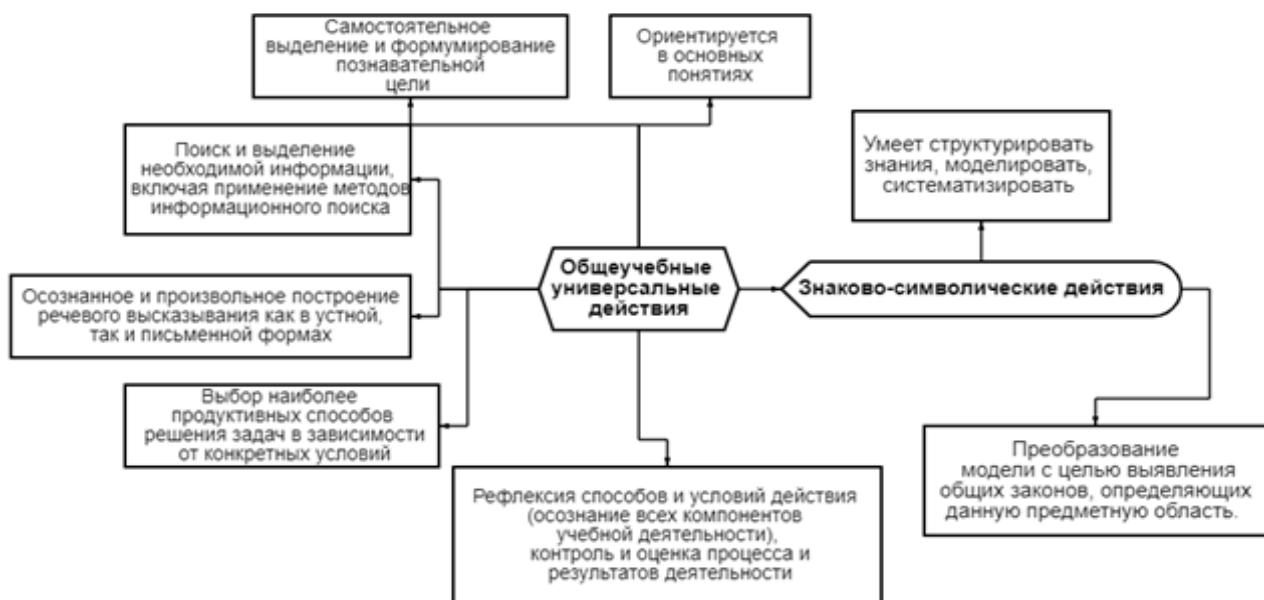 Самостоятельное
выделение и формумирование
познавательной
цели
Ориентируется
в основных
понятиях
Поиск и выделение
необходимой информации,
включая применение методов
информационного поиска
Умеет структурировать
знания, моделировать,
систематизировать
Общеучебные
универсальные
действия
Знаково-символические действия
Осознанное и произвольное построение
речевого высказывания как в устной,
так и письменной формах
Выбор наиболее
продуктивных способов
решения задач в зависимости
от конкретных условий
Рефлексия способов и условий действия
(осознание всех компонентов
учебной деятельности),
контроль и оценка процесса и
результатов деятельности
Преобразование
модели с целью выявления
общих законов, определяющих
данную предметную область.